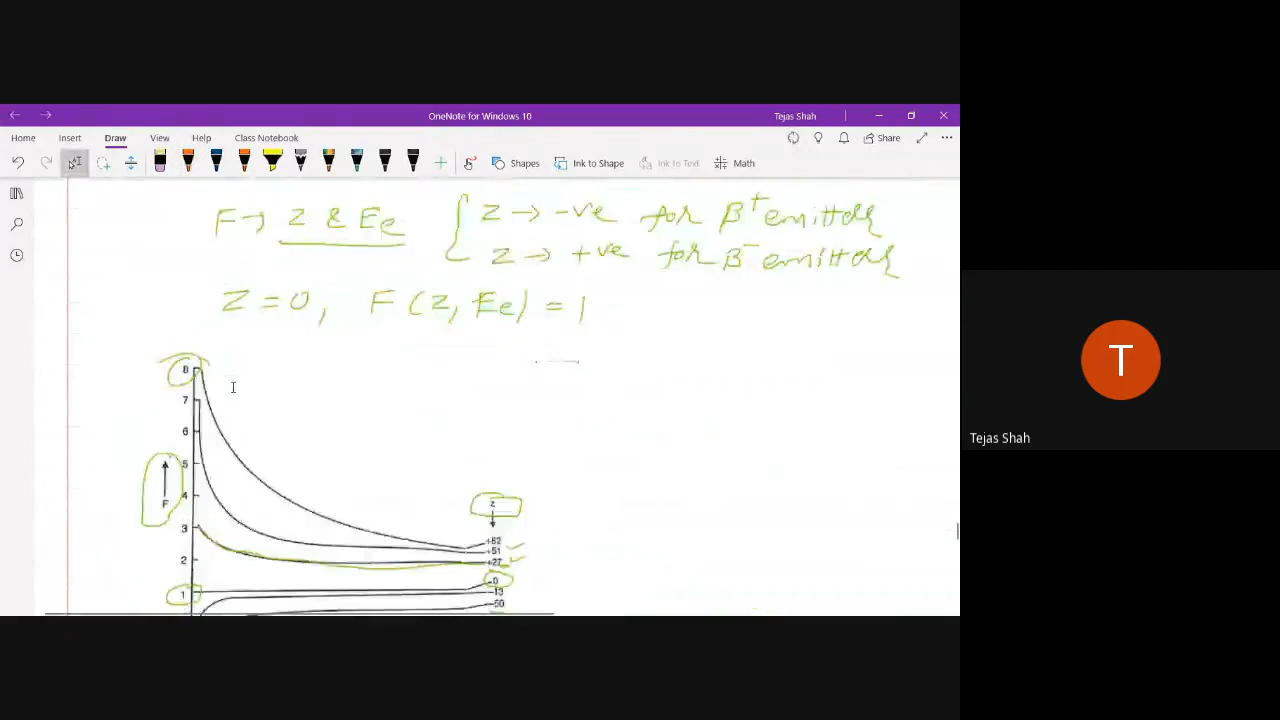 OneNote for Windows 10
Tejas Shah
Home Insert Draw View Help Class Notebook
Share
Shapes Ink to Shape Ink to Text Math
F → Z & Ee { Z → -ve for β+ emitters
Z → +ve for β- emitters
Z = 0, F (Z, Ee) = 1
8
7
6
5
4
F
3
2
1
z
+82
+51
+27
0
-13
-50
T
Tejas Shah